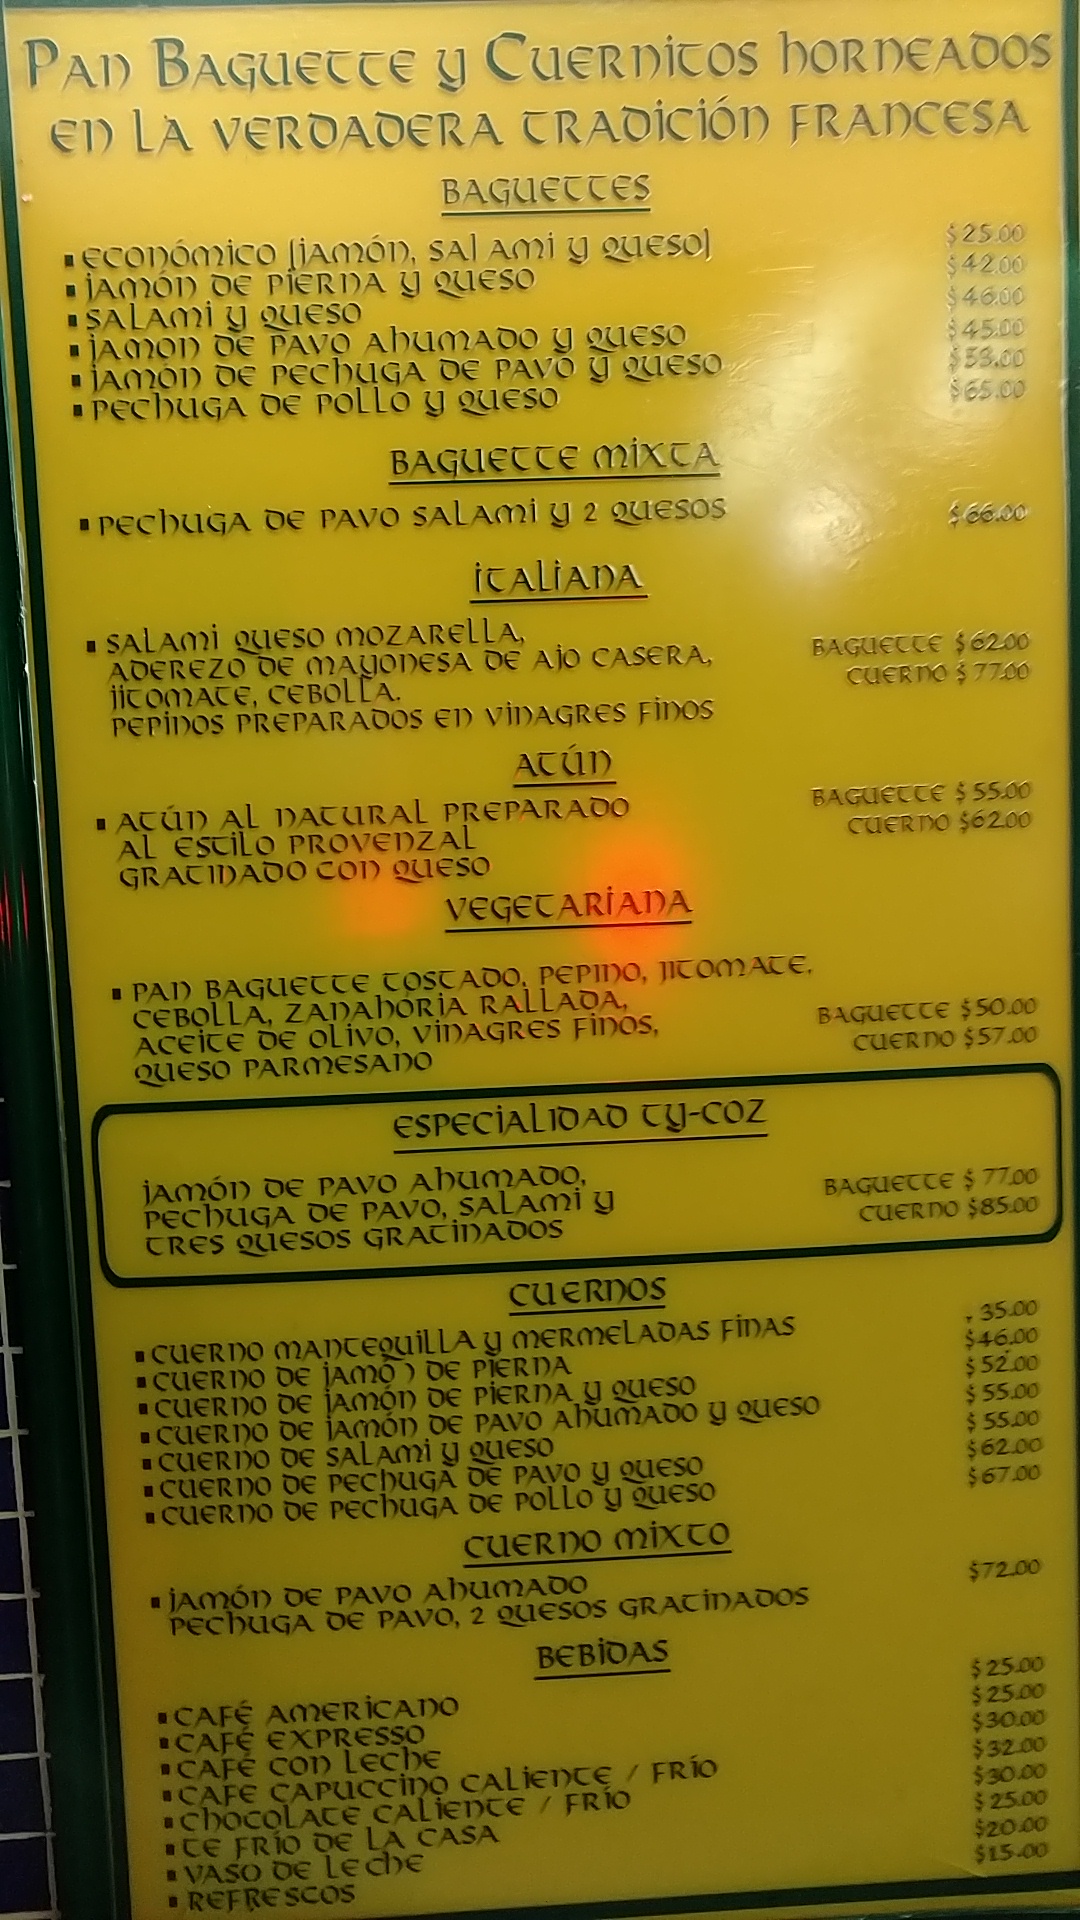 Pan Baguette y Cuernitos horneados
en la verdadera tradición francesa
BAGUETTES
▪ económico (jamón, sal ami y queso) $25.00
▪ jamón de pierna y queso $42.00
▪ salami y queso $46.00
▪ jamon de pavo ahumado y queso $45.00
▪ jamón de pechuga de pavo y queso $53.00
▪ pechuga de pollo y queso $65.00
BAGUETTE MIXTA
▪ pechuga de pavo salami y 2 quesos $66.00
ITALIANA
▪ salami queso mozarella,
aderezo de mayonesa de ajo casera, BAGUETTE $62.00
jitomate, cebolla. CUERNO $77.00
pepinos preparados en vinagres finos
ATÚN
▪ atún al natural preparado BAGUETTE $55.00
al estilo provenzal CUERNO $62.00
gratinado con queso
VEGETARIANA
▪ pan baguette tostado, pepino, jitomate,
cebolla, zanahoria rallada,
aceite de olivo, vinagres finos, BAGUETTE $50.00
queso parmesano CUERNO $57.00
ESPECIALIDAD TY-COZ
jamón de pavo ahumado,
pechuga de pavo, salami y BAGUETTE $77.00
tres quesos gratinados CUERNO $85.00
CUERNOS
▪ cuerno mantequilla y mermeladas finas 35.00
▪ cuerno de jamó) de pierna $46.00
▪ cuerno de jamón de pierna y queso $52.00
▪ cuerno de jamón de pavo ahumado y queso $55.00
▪ cuerno de salami y queso $55.00
▪ cuerno de pechuga de pavo y queso $62.00
▪ cuerno de pechuga de pollo y queso $67.00
CUERNO MIXTO
▪ jamón de pavo ahumado $72.00
pechuga de pavo, 2 quesos gratinados
BEBIDAS
▪ café americano $25.00
▪ café expresso $25.00
▪ café con leche $30.00
▪ cafe capuccino caliente / frío $32.00
▪ chocolate caliente / frío $30.00
▪ te frío de la casa $25.00
▪ vaso de leche $20.00
▪ refrescos $15.00